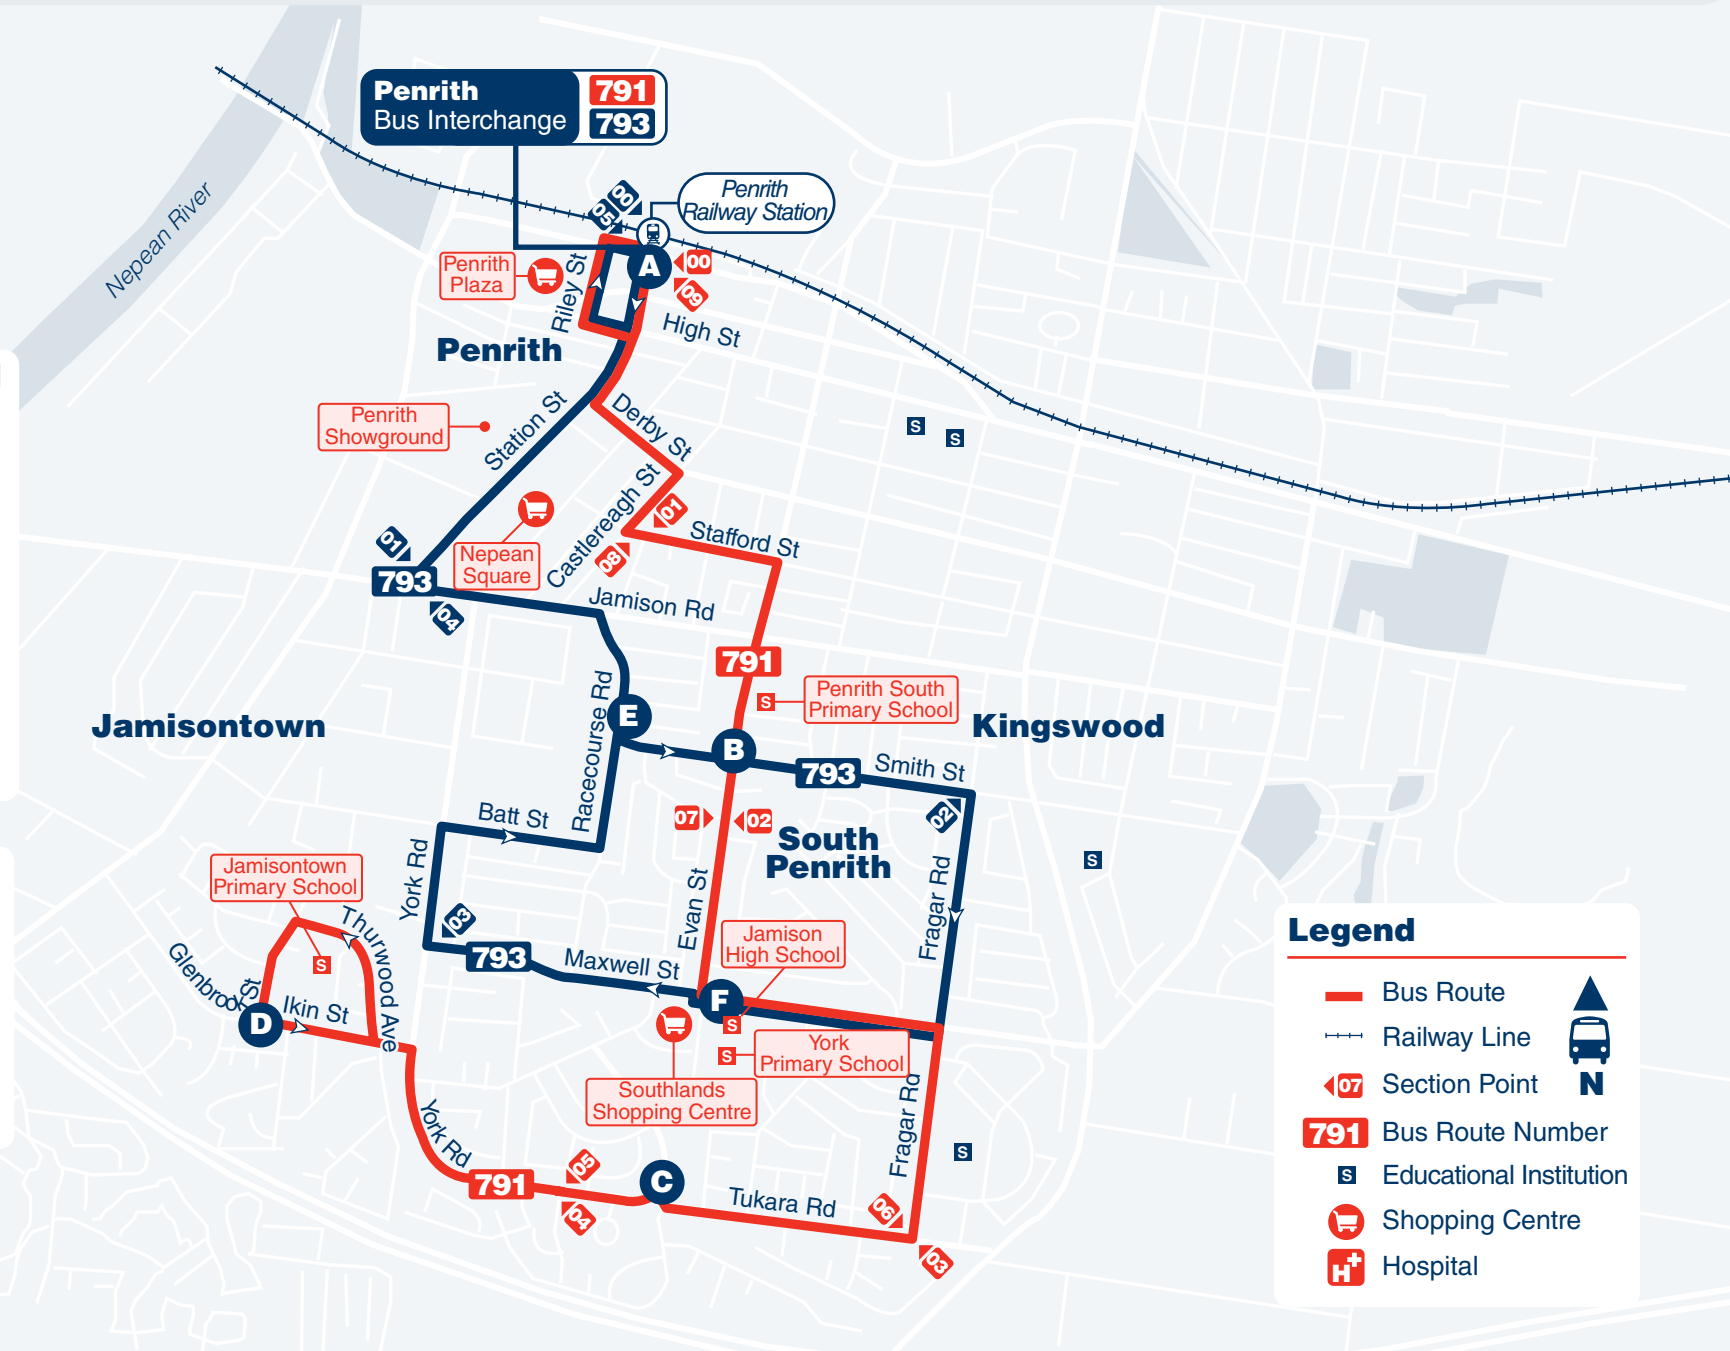 Penrith
Bus Interchange
791
793
Penrith
Railway Station
Nepean River
00
05
00
09
A
Penrith
Plaza
Riley St
High St
Penrith
Penrith
Showground
Station St
Derby St
Castlereagh St
01
08
Stafford St
Nepean
Square
01
793
04
Jamison Rd
791
Penrith South
Primary School
S
S
S
Jamisontown
Kingswood
Racecourse Rd
E
B
793
Smith St
02
07
02
South
Penrith
Batt St
York Rd
03
793
Maxwell St
Evan St
Fragar Rd
S
Jamisontown
Primary School
S
Thurwood Ave
Glenbrook St
Ikin St
D
Jamison
High School
F
S
York
Primary School
S
Southlands
Shopping Centre
Fragar Rd
S
York Rd
791
05
04
C
Tukara Rd
06
03
Legend
Bus Route
Railway Line
07
Section Point
N
791
Bus Route Number
S
Educational Institution
Shopping Centre
H
Hospital